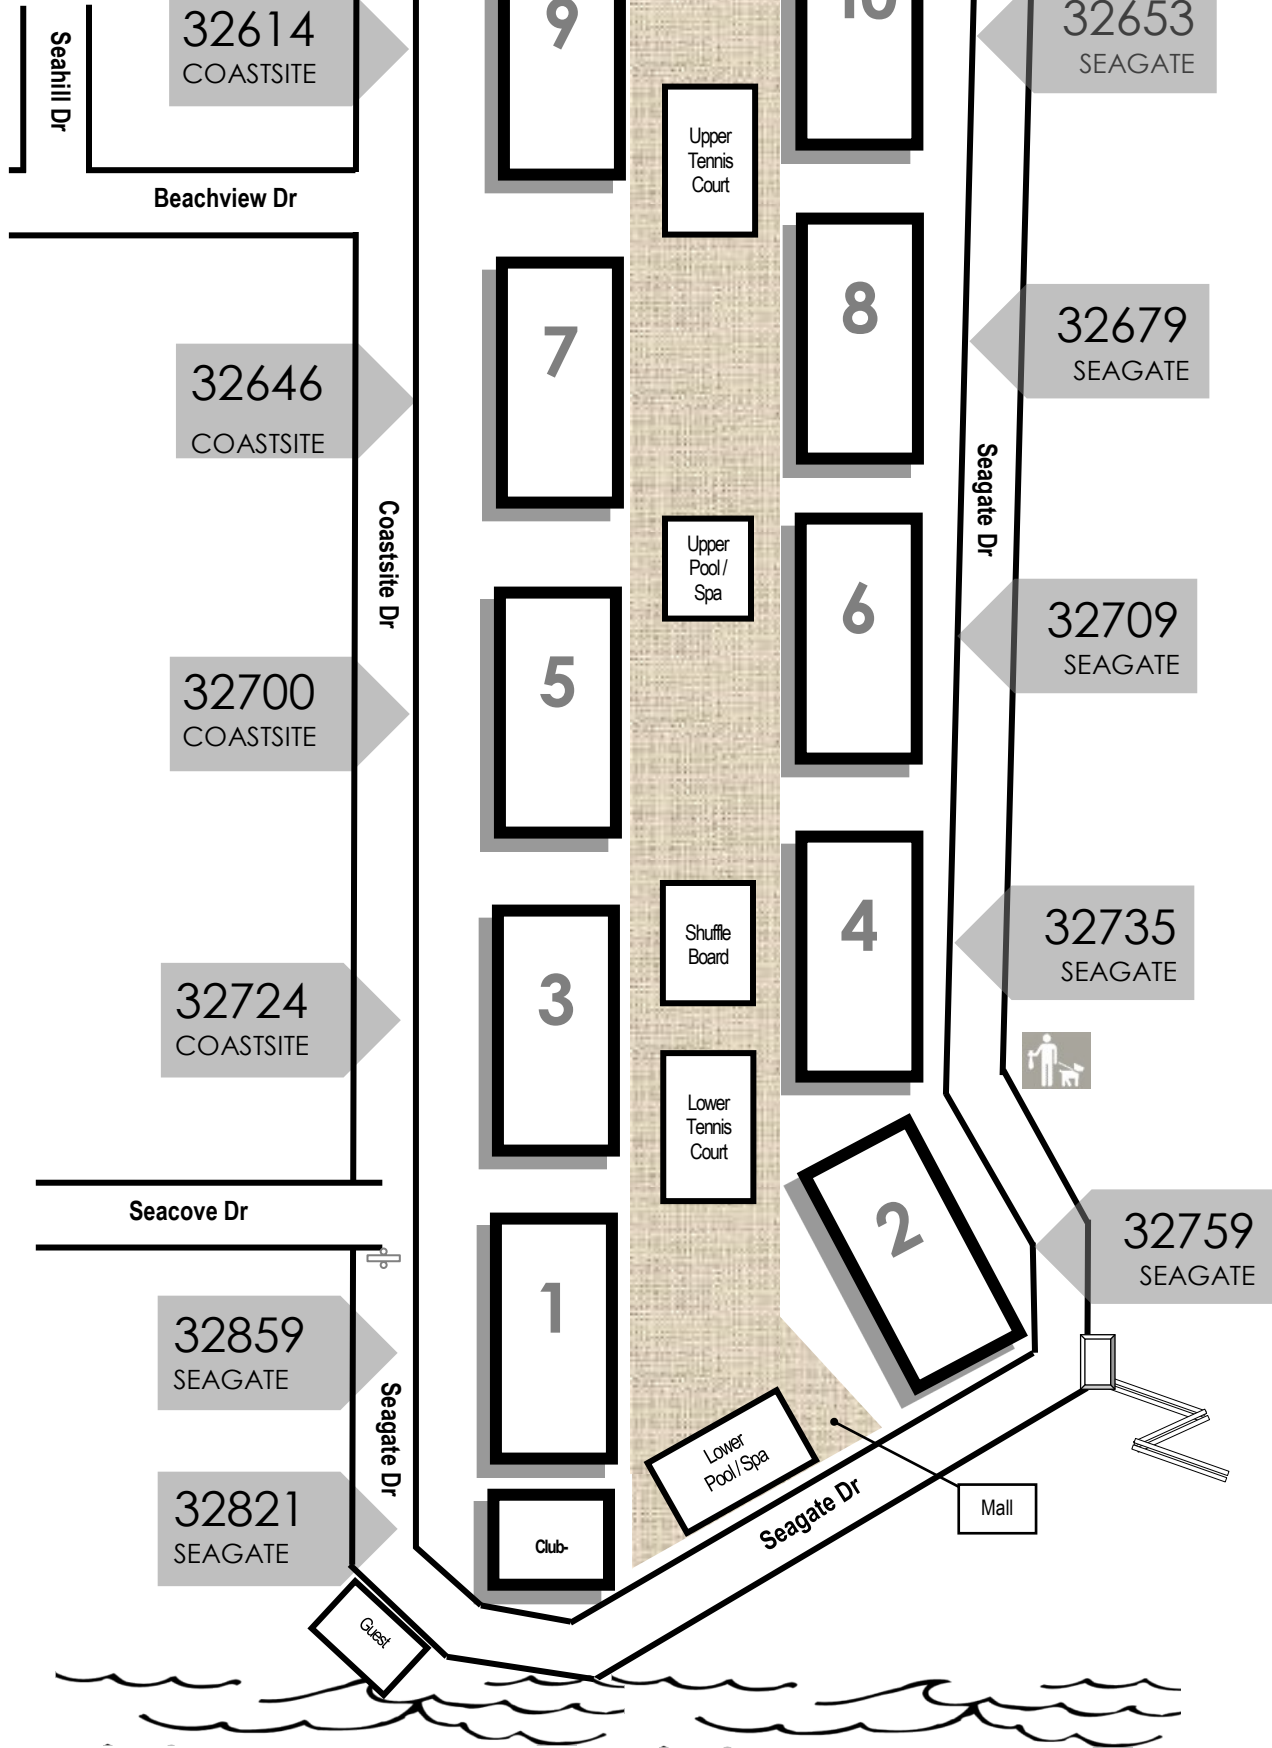 9
10
32614
COASTSITE
32653
SEAGATE
Seahill Dr
Upper
Tennis
Court
Beachview Dr
7
8
32679
SEAGATE
32646
COASTSITE
Coastsite Dr
Seagate Dr
Upper
Pool /
Spa
5
6
32709
SEAGATE
32700
COASTSITE
Shuffle
Board
3
4
32735
SEAGATE
32724
COASTSITE
Lower
Tennis
Court
Seacove Dr
2
32759
SEAGATE
1
32859
SEAGATE
Seagate Dr
Lower
Pool / Spa
32821
SEAGATE
Club-
Seagate Dr
Mall
Guest